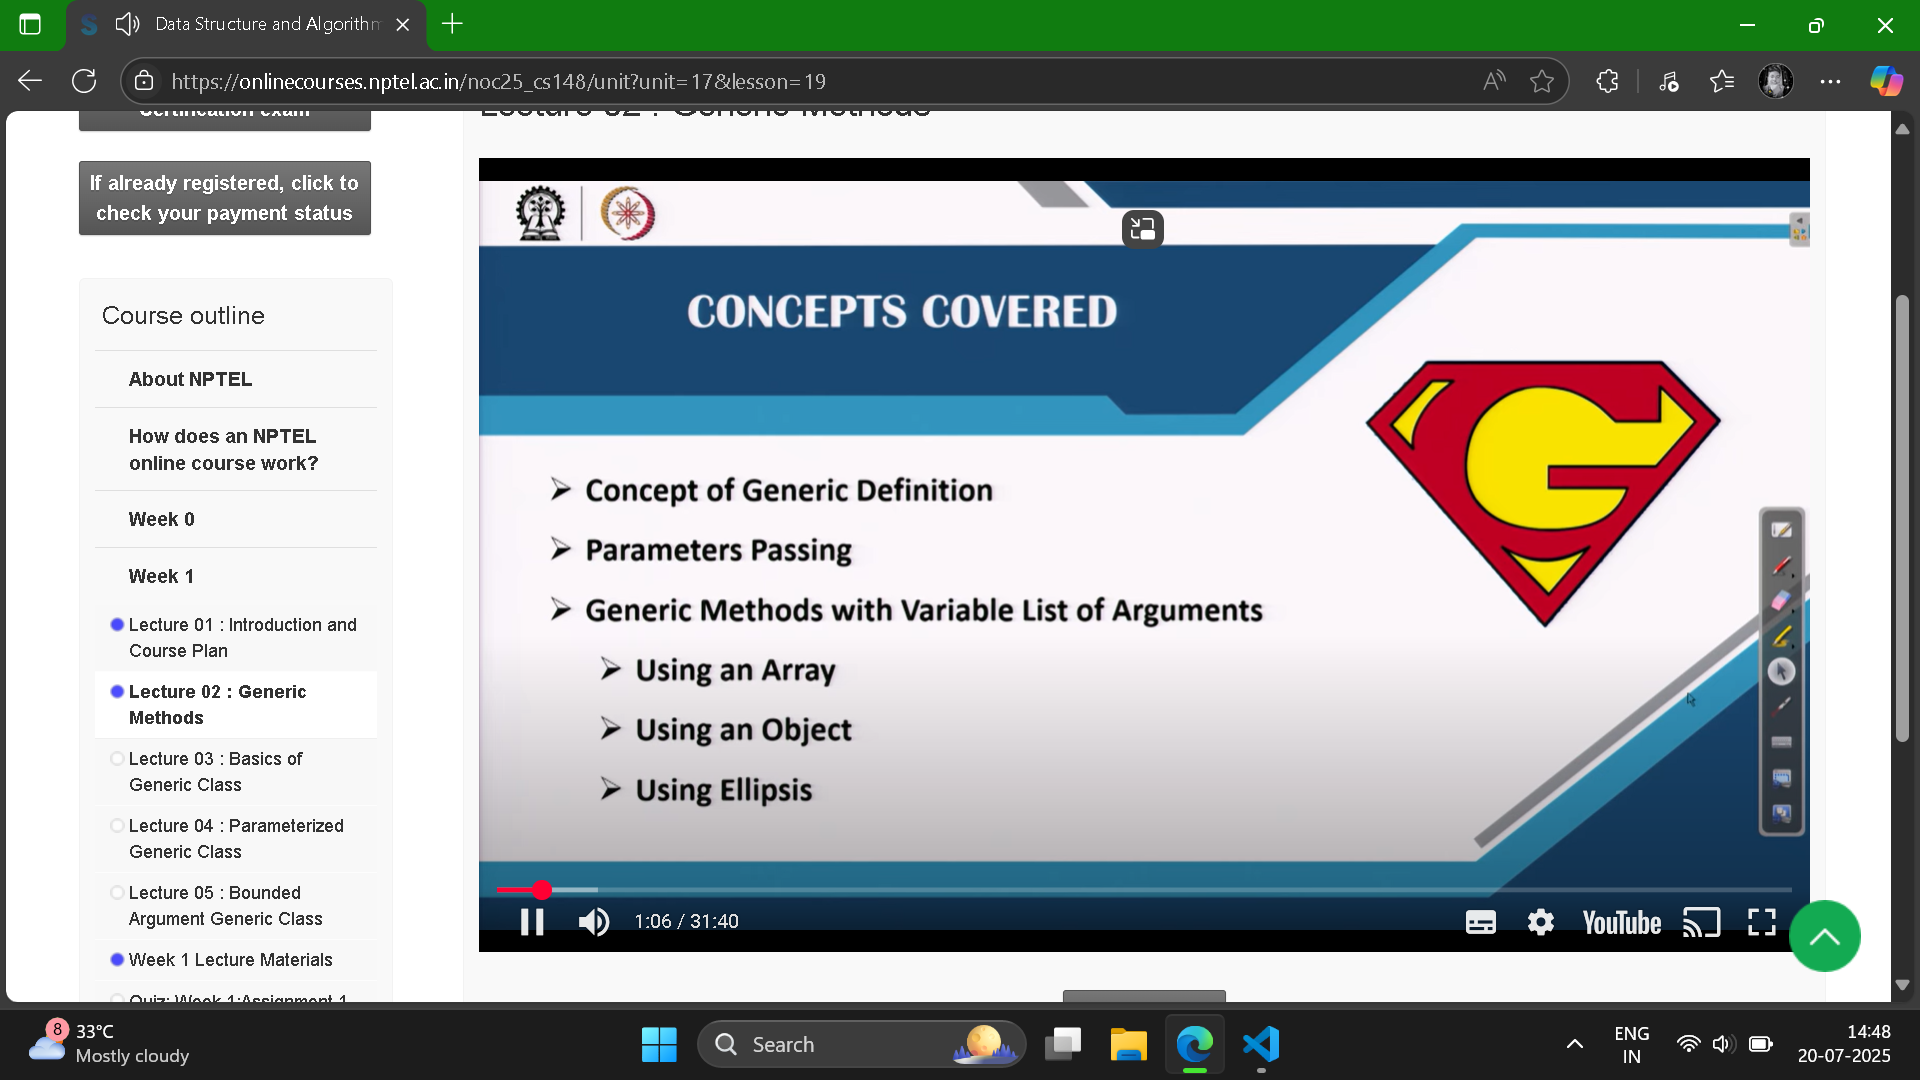 Data Structure and Algorithm
https://onlinecourses.nptel.ac.in/noc25_cs148/unit?unit=17&lesson=19
Certification exam
Lecture 02 : Generic Methods
If already registered, click to
check your payment status
Course outline
About NPTEL
How does an NPTEL
online course work?
Week 0
Week 1
Lecture 01 : Introduction and
Course Plan
Lecture 02 : Generic
Methods
Lecture 03 : Basics of
Generic Class
Lecture 04 : Parameterized
Generic Class
Lecture 05 : Bounded
Argument Generic Class
Week 1 Lecture Materials
Quiz: Week 1:Assignment 1
CONCEPTS COVERED
G
Concept of Generic Definition
Parameters Passing
Generic Methods with Variable List of Arguments
Using an Array
Using an Object
Using Ellipsis
1:06 / 31:40
YouTube
8
33°C
Mostly cloudy
Search
ENG
IN
14:48
20-07-2025